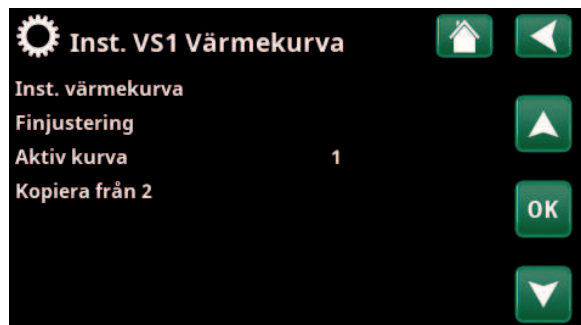 Inst. VS1 Värmekurva
Inst. värmekurva
Finjustering
Aktiv kurva 1
Kopiera från 2
OK